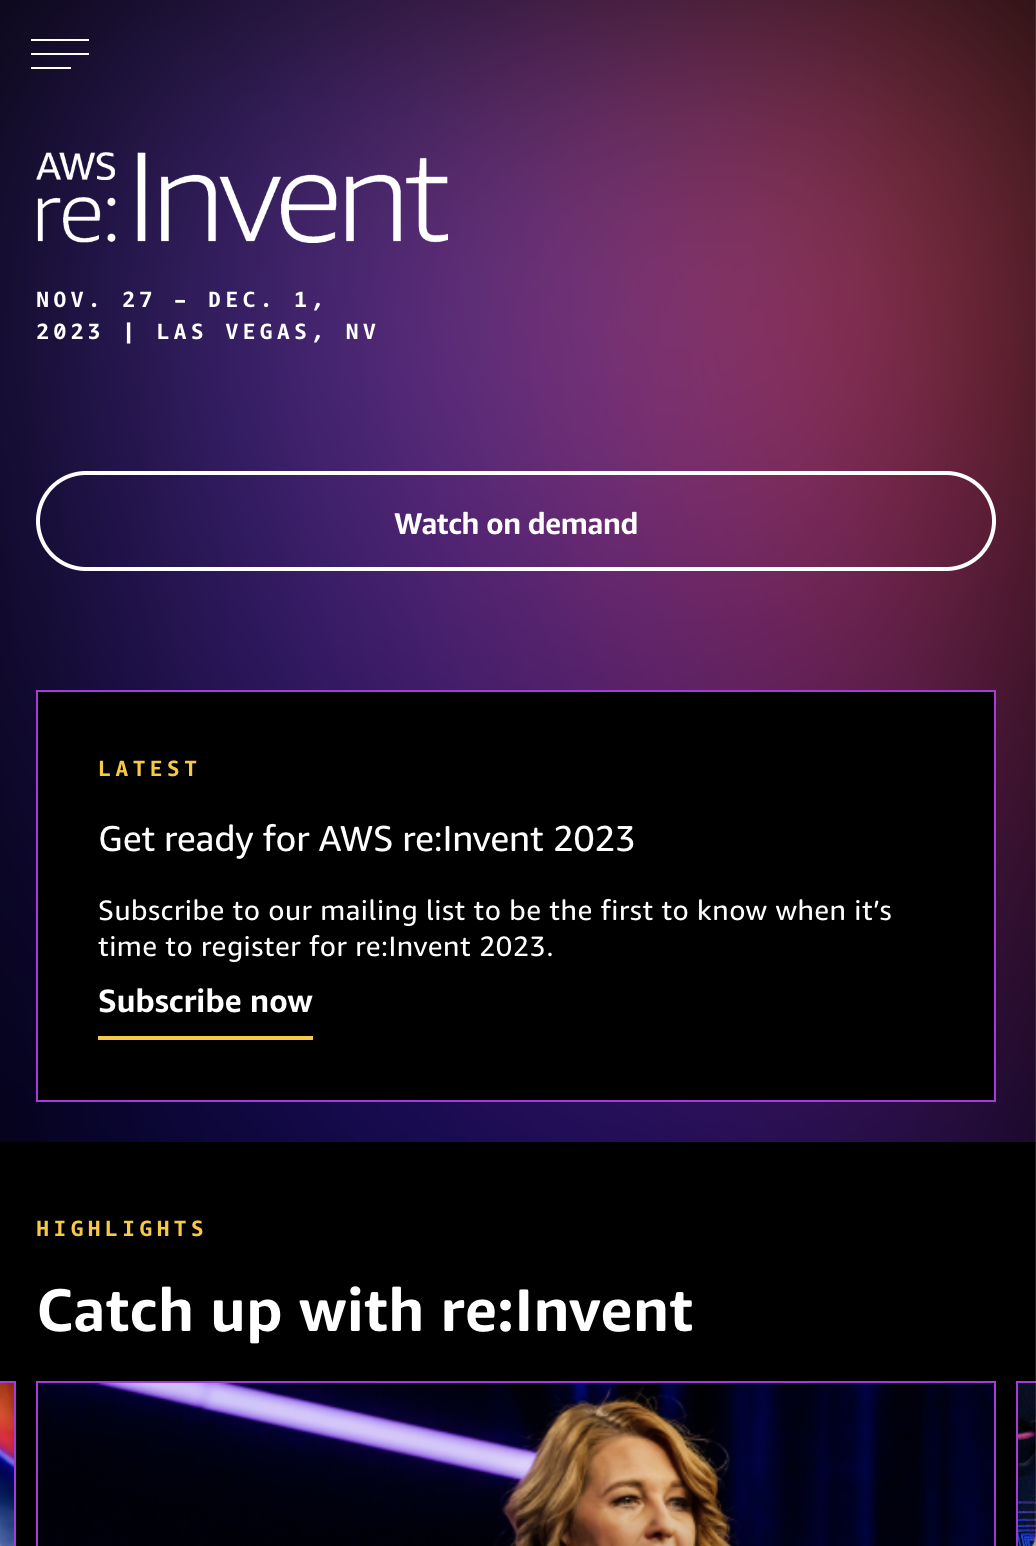 AWS
re:Invent
NOV. 27 – DEC. 1,
2023 | LAS VEGAS, NV
Watch on demand
LATEST
Get ready for AWS re:Invent 2023
Subscribe to our mailing list to be the first to know when it’s
time to register for re:Invent 2023.
Subscribe now
HIGHLIGHTS
Catch up with re:Invent